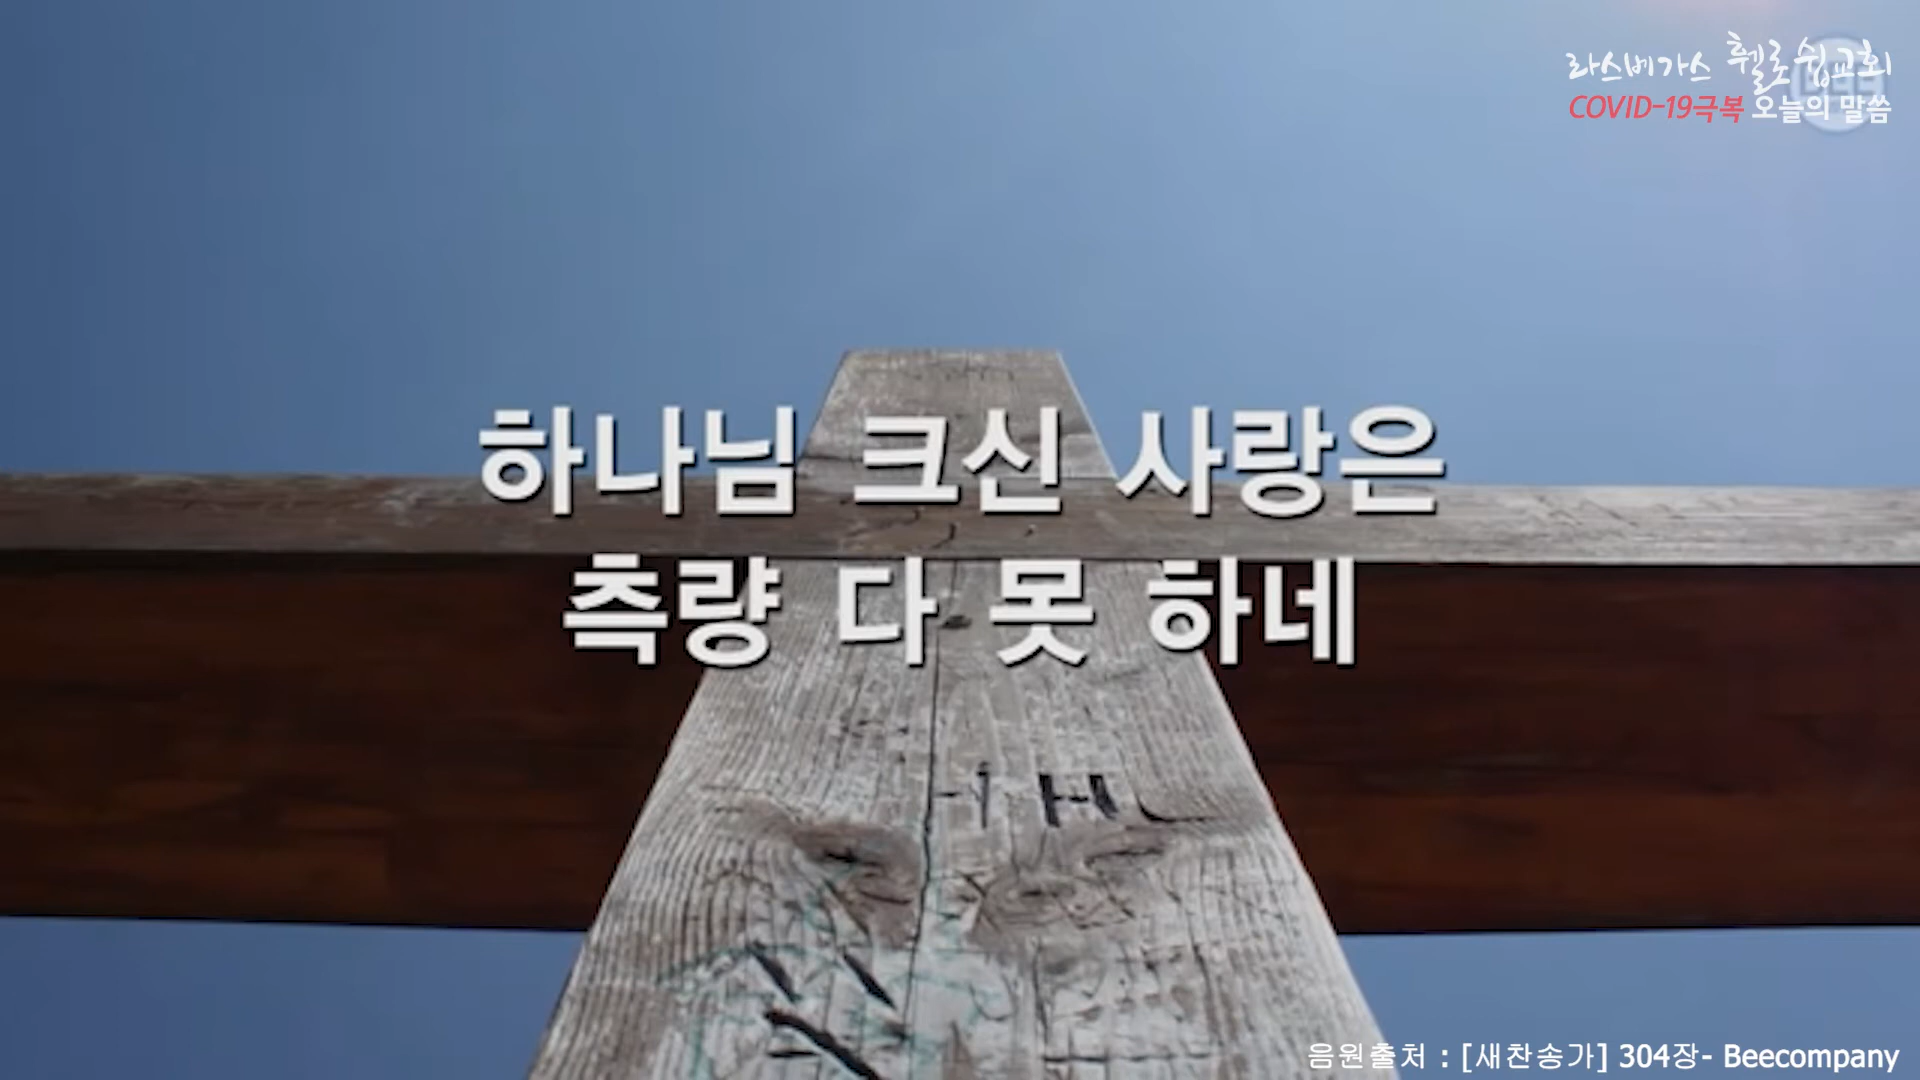 라스베가스 휄로쉽교회
COVID-19극복 오늘의 말씀
하나님 크신 사랑은
측량 다 못 하네
음원출처 : [새찬송가] 304장- Beecompany